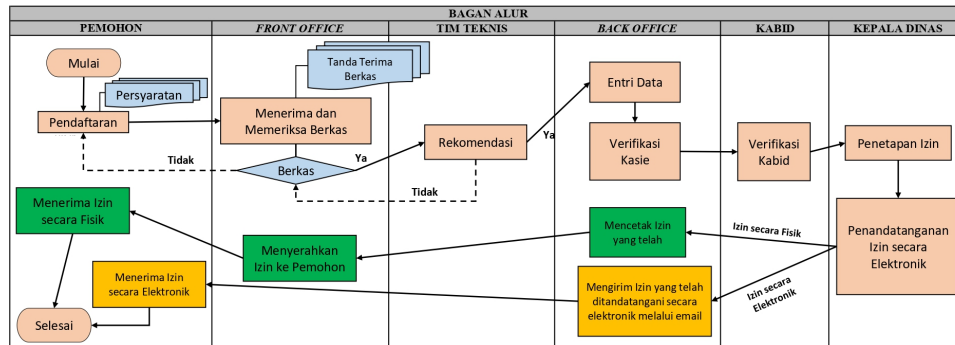 BAGAN ALUR
PEMOHON
FRONT OFFICE
TIM TEKNIS
BACK OFFICE
KABID
KEPALA DINAS
Mulai
Persyaratan
Pendaftaran
Tanda Terima
Berkas
Menerima dan
Memeriksa Berkas
Berkas
Tidak
Ya
Rekomendasi
Tidak
Ya
Entri Data
Verifikasi
Kasie
Verifikasi
Kabid
Penetapan Izin
Penandatanganan
Izin secara
Elektronik
Izin secara Fisik
Mencetak Izin
yang telah
Menyerahkan
Izin ke Pemohon
Menerima Izin
secara Fisik
Izin secara
Elektronik
Mengirim Izin yang telah
ditandatangani secara
elektronik melalui email
Menerima Izin
secara Elektronik
Selesai